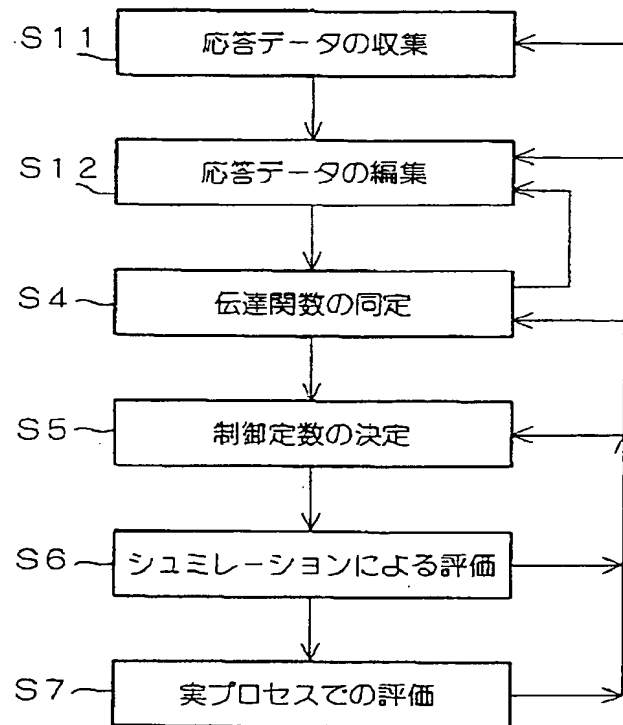 S11 応答データの収集
S12 応答データの編集
S4 伝達関数の同定
S5 制御定数の決定
S6 シュミレーションによる評価
S7 実プロセスでの評価